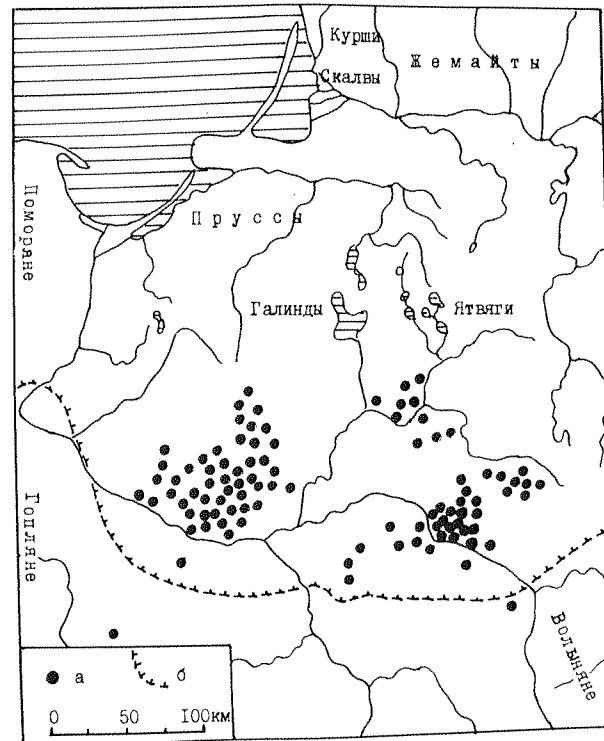 Курши
Скалвы
Жемайты
Поморяне
Пруссы
Галинды
Ятвяги
Гопляне
Волыняне
а
б
0 50 100км